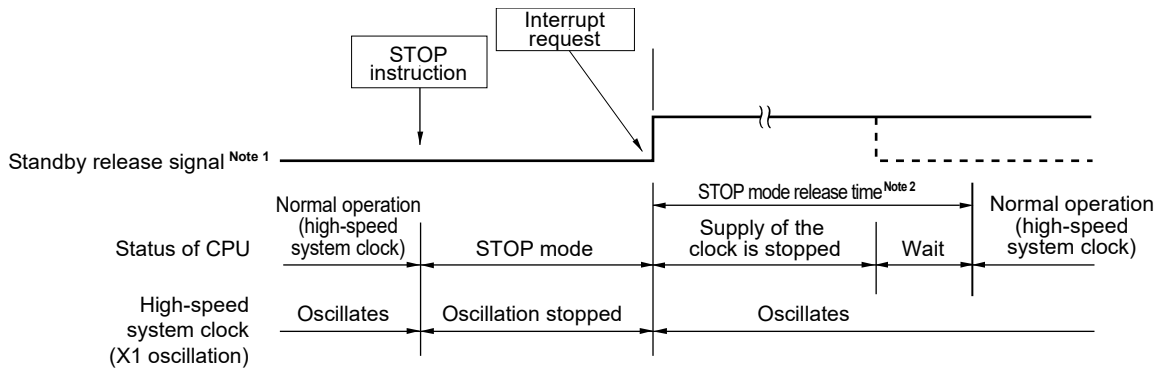 Interrupt
request
STOP
instruction
Standby release signal Note 1
STOP mode release time Note 2
Normal operation
(high-speed
system clock)
Supply of the
clock is stopped
Normal operation
(high-speed
system clock)
Status of CPU
STOP mode
Wait
High-speed
system clock
(X1 oscillation)
Oscillates
Oscillation stopped
Oscillates